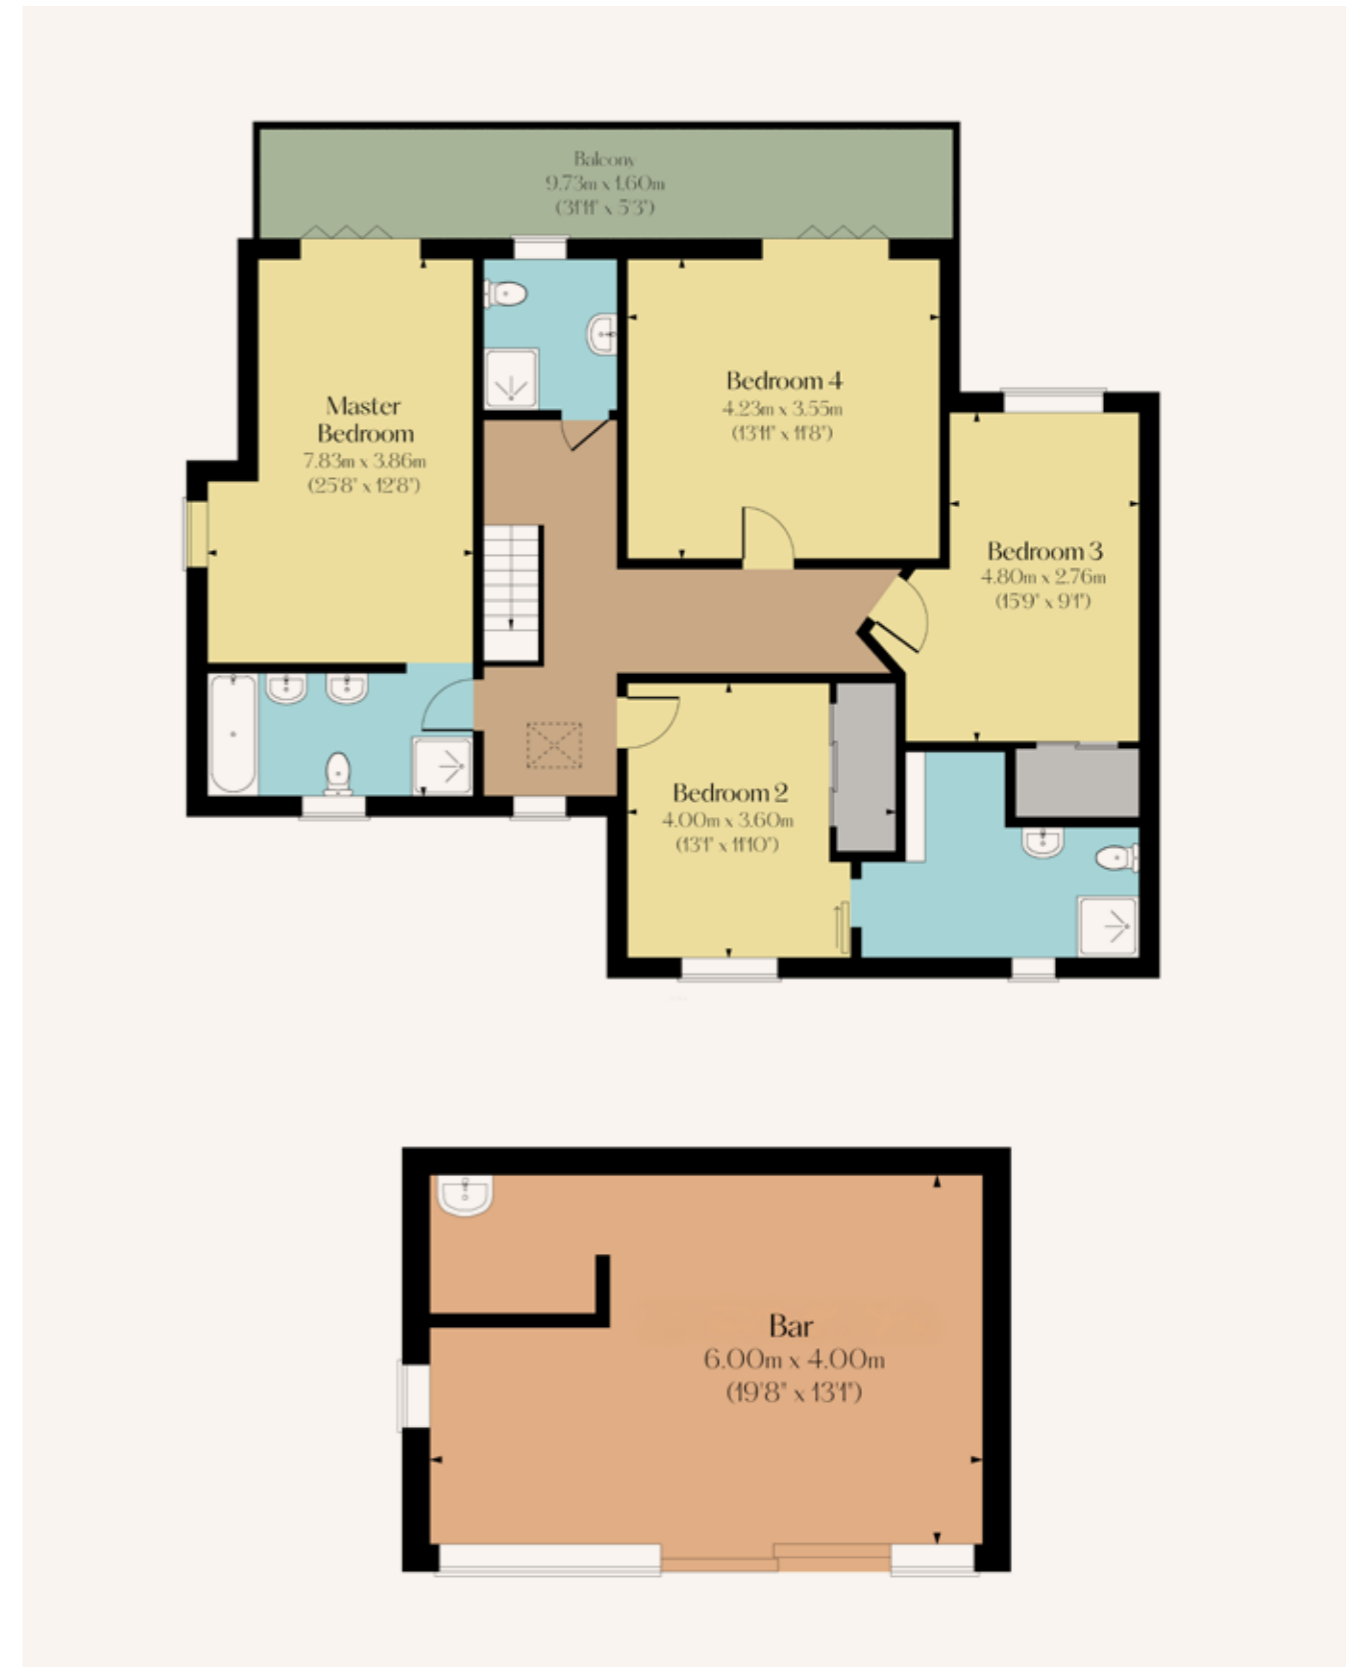 Balcony
9.73m x 1.60m
(31'11" x 5'3")
Master
Bedroom
7.83m x 3.86m
(25'8" x 12'8")
Bedroom 4
4.23m x 3.55m
(13'11" x 11'8")
Bedroom 3
4.80m x 2.76m
(15'9" x 9'1")
Bedroom 2
4.00m x 3.60m
(13'1" x 11'10")
Bar
6.00m x 4.00m
(19'8" x 13'1")